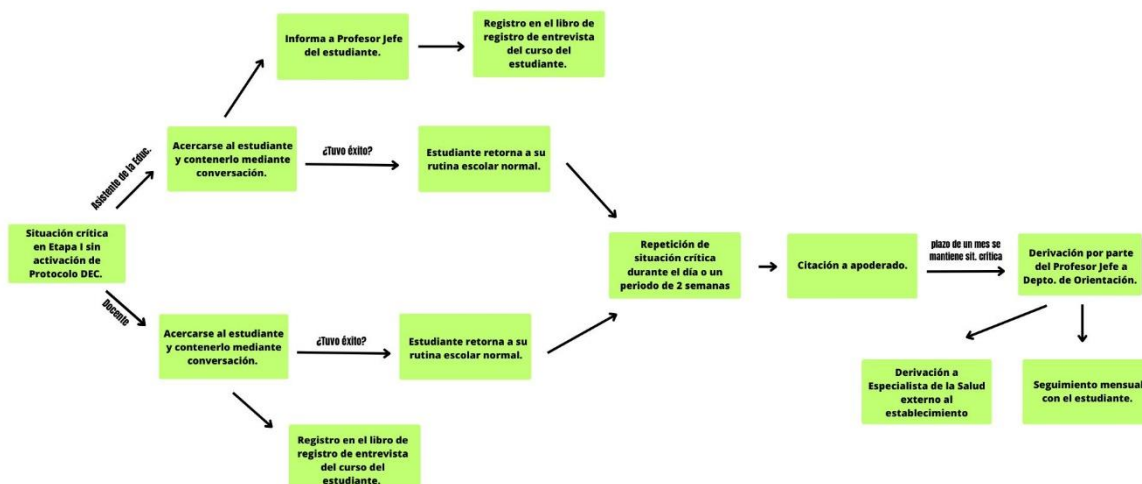 Informa a Profesor Jefe
del estudiante.
Registro en el libro de
registro de entrevista
del curso del
estudiante.
Asistente de la Educ.
Acercarse al estudiante
y contenerlo mediante
conversación.
¿Tuvo éxito?
Estudiante retorna a su
rutina escolar normal.
Situación crítica
en Etapa I sin
activación de
Protocolo DEC.
Repetición de
situación crítica
durante el día o un
periodo de 2 semanas
Citación a apoderado.
plazo de un mes se
mantiene sit. critica
Derivación por parte
del Profesor Jefe a
Depto. de Orientación.
Docente
Acercarse al estudiante
y contenerlo mediante
conversación.
¿Tuvo éxito?
Estudiante retorna a su
rutina escolar normal.
Derivación a
Especialista de la Salud
externo al
establecimiento
Seguimiento mensual
con el estudiante.
Registro en el libro de
registro de entrevista
del curso del
estudiante.